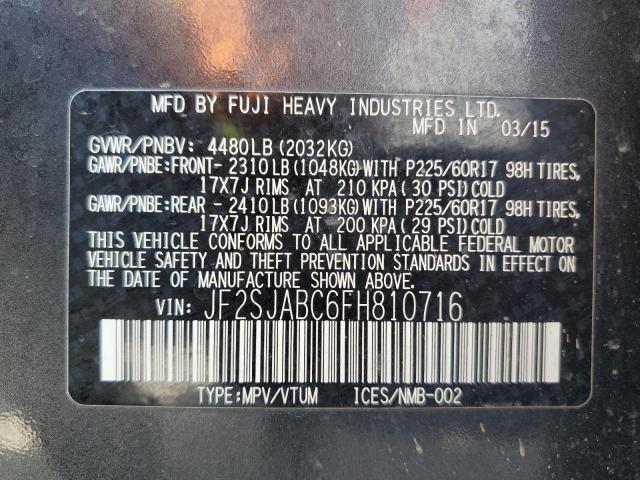 MFD BY FUJI HEAVY INDUSTRIES LTD.
MFD IN 03/15
GVWR/PNBV: 4480LB(2032KG)
GAWR/PNBE:FRONT- 2310LB(1048KG)WITH P225/60R17 98H TIRES,
17X7J RIMS AT 210 KPA( 30 PSI)COLD
GAWR/PNBE:REAR - 2410LB(1093KG)WITH P225/60R17 98H TIRES,
17X7J RIMS AT 200 KPA( 29 PSI)COLD
THIS VEHICLE CONFORMS TO ALL APPLICABLE FEDERAL MOTOR
VEHICLE SAFETY AND THEFT PREVENTION STANDARDS IN EFFECT ON
THE DATE OF MANUFACTURE SHOWN ABOVE.
VIN: JF2SJABC6FH810716
TYPE:MPV/VTUM ICES/NMB-002